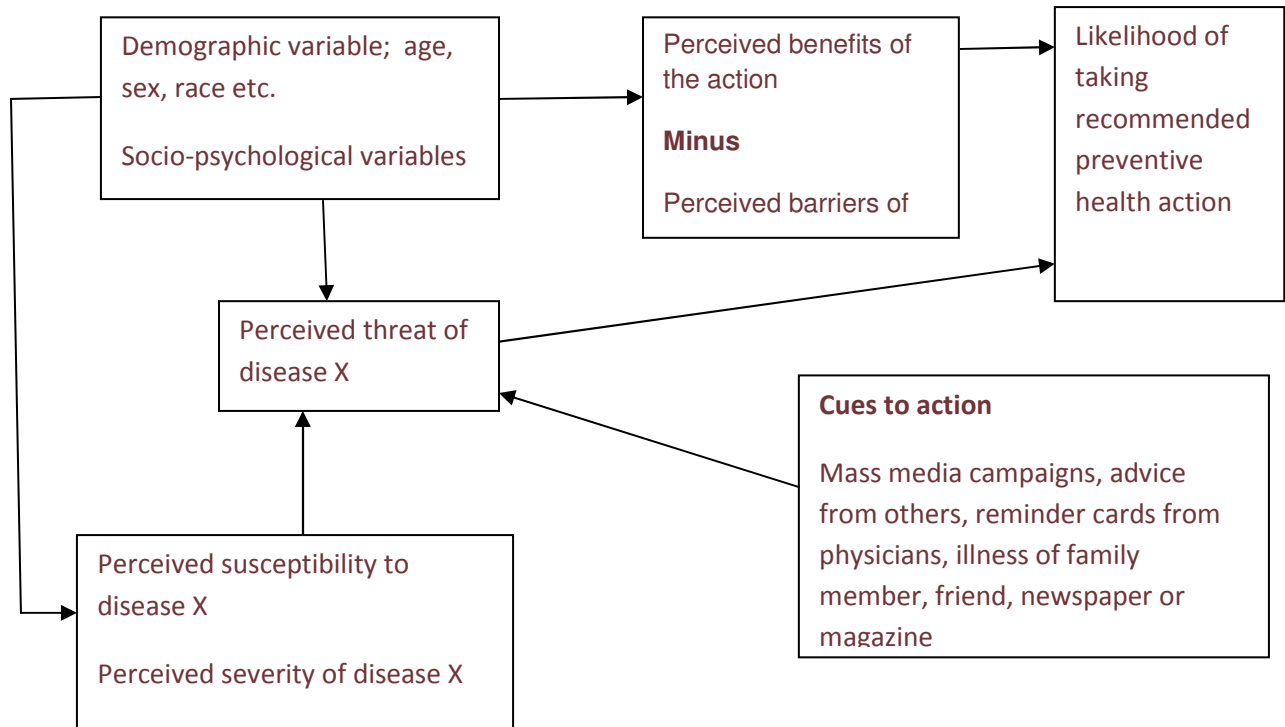 Demographic variable;  age,
sex, race etc.
Socio-psychological variables
Perceived benefits of
the action
Minus
Perceived barriers of
Likelihood of
taking
recommended
preventive
health action
Perceived threat of
disease X
Cues to action
Mass media campaigns, advice
from others, reminder cards from
physicians, illness of family
member, friend, newspaper or
magazine
Perceived susceptibility to
disease X
Perceived severity of disease X